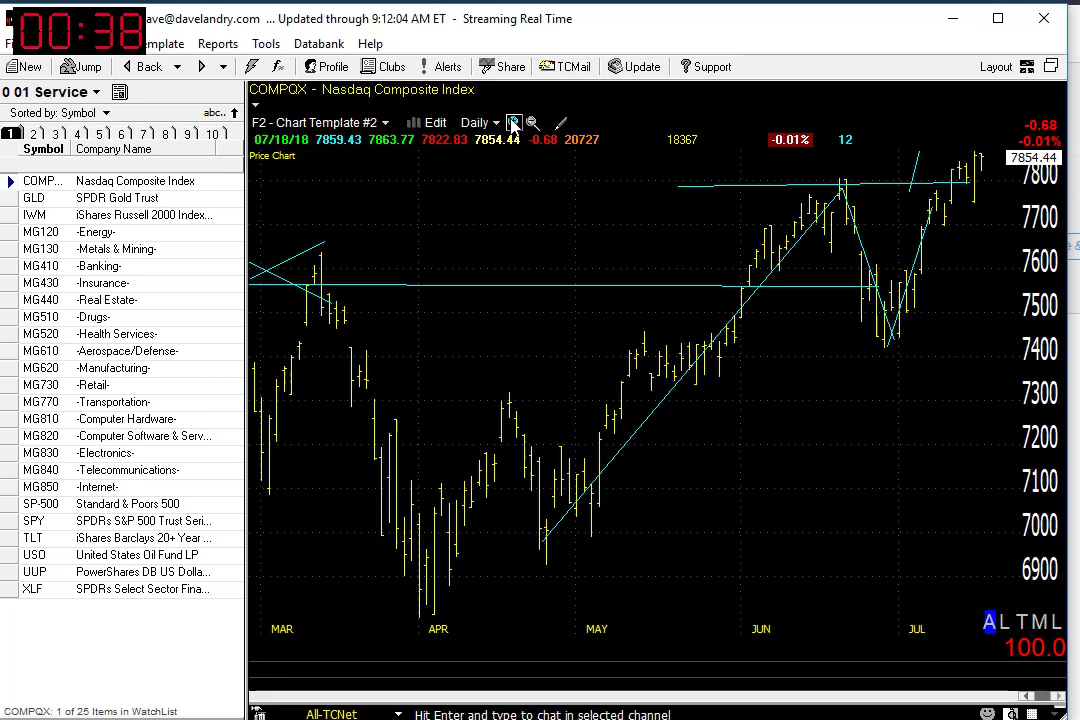 00:38
ave@davelandry.com ... Updated through 9:12:04 AM ET - Streaming Real Time
Reports Tools Databank Help
New Jump Back Profile Clubs Alerts Share TCMail Update Support Layout
0 01 Service
COMPQX - Nasdaq Composite Index
Sorted by: Symbol abc..
F2 - Chart Template #2 Edit Daily
1 2 3 4 5 6 7 8 9 10
07/18/18 7859.43 7863.77 7822.83 7854.44 -0.68 20727 18367 -0.01% 12
-0.68
-0.01%
Symbol Company Name
Price Chart
7854.44
COMP... Nasdaq Composite Index
GLD SPDR Gold Trust
IWM iShares Russell 2000 Index...
MG120 -Energy-
MG130 -Metals & Mining-
MG410 -Banking-
MG430 -Insurance-
MG440 -Real Estate-
MG510 -Drugs-
MG520 -Health Services-
MG610 -Aerospace/Defense-
MG620 -Manufacturing-
MG730 -Retail-
MG770 -Transportation-
MG810 -Computer Hardware-
MG820 -Computer Software & Serv...
MG830 -Electronics-
MG840 -Telecommunications-
MG850 -Internet-
SP-500 Standard & Poors 500
SPY SPDRs S&P 500 Trust Seri...
TLT iShares Barclays 20+ Year ...
USO United States Oil Fund LP
UUP PowerShares DB US Dolla...
XLF SPDRs Select Sector Fina...
7800
7700
7600
7500
7400
7300
7200
7100
7000
6900
MAR APR MAY JUN JUL
A L T M L
100.0
COMPQX: 1 of 25 Items in WatchList
All-TCNet Hit Enter and type to chat in selected channel